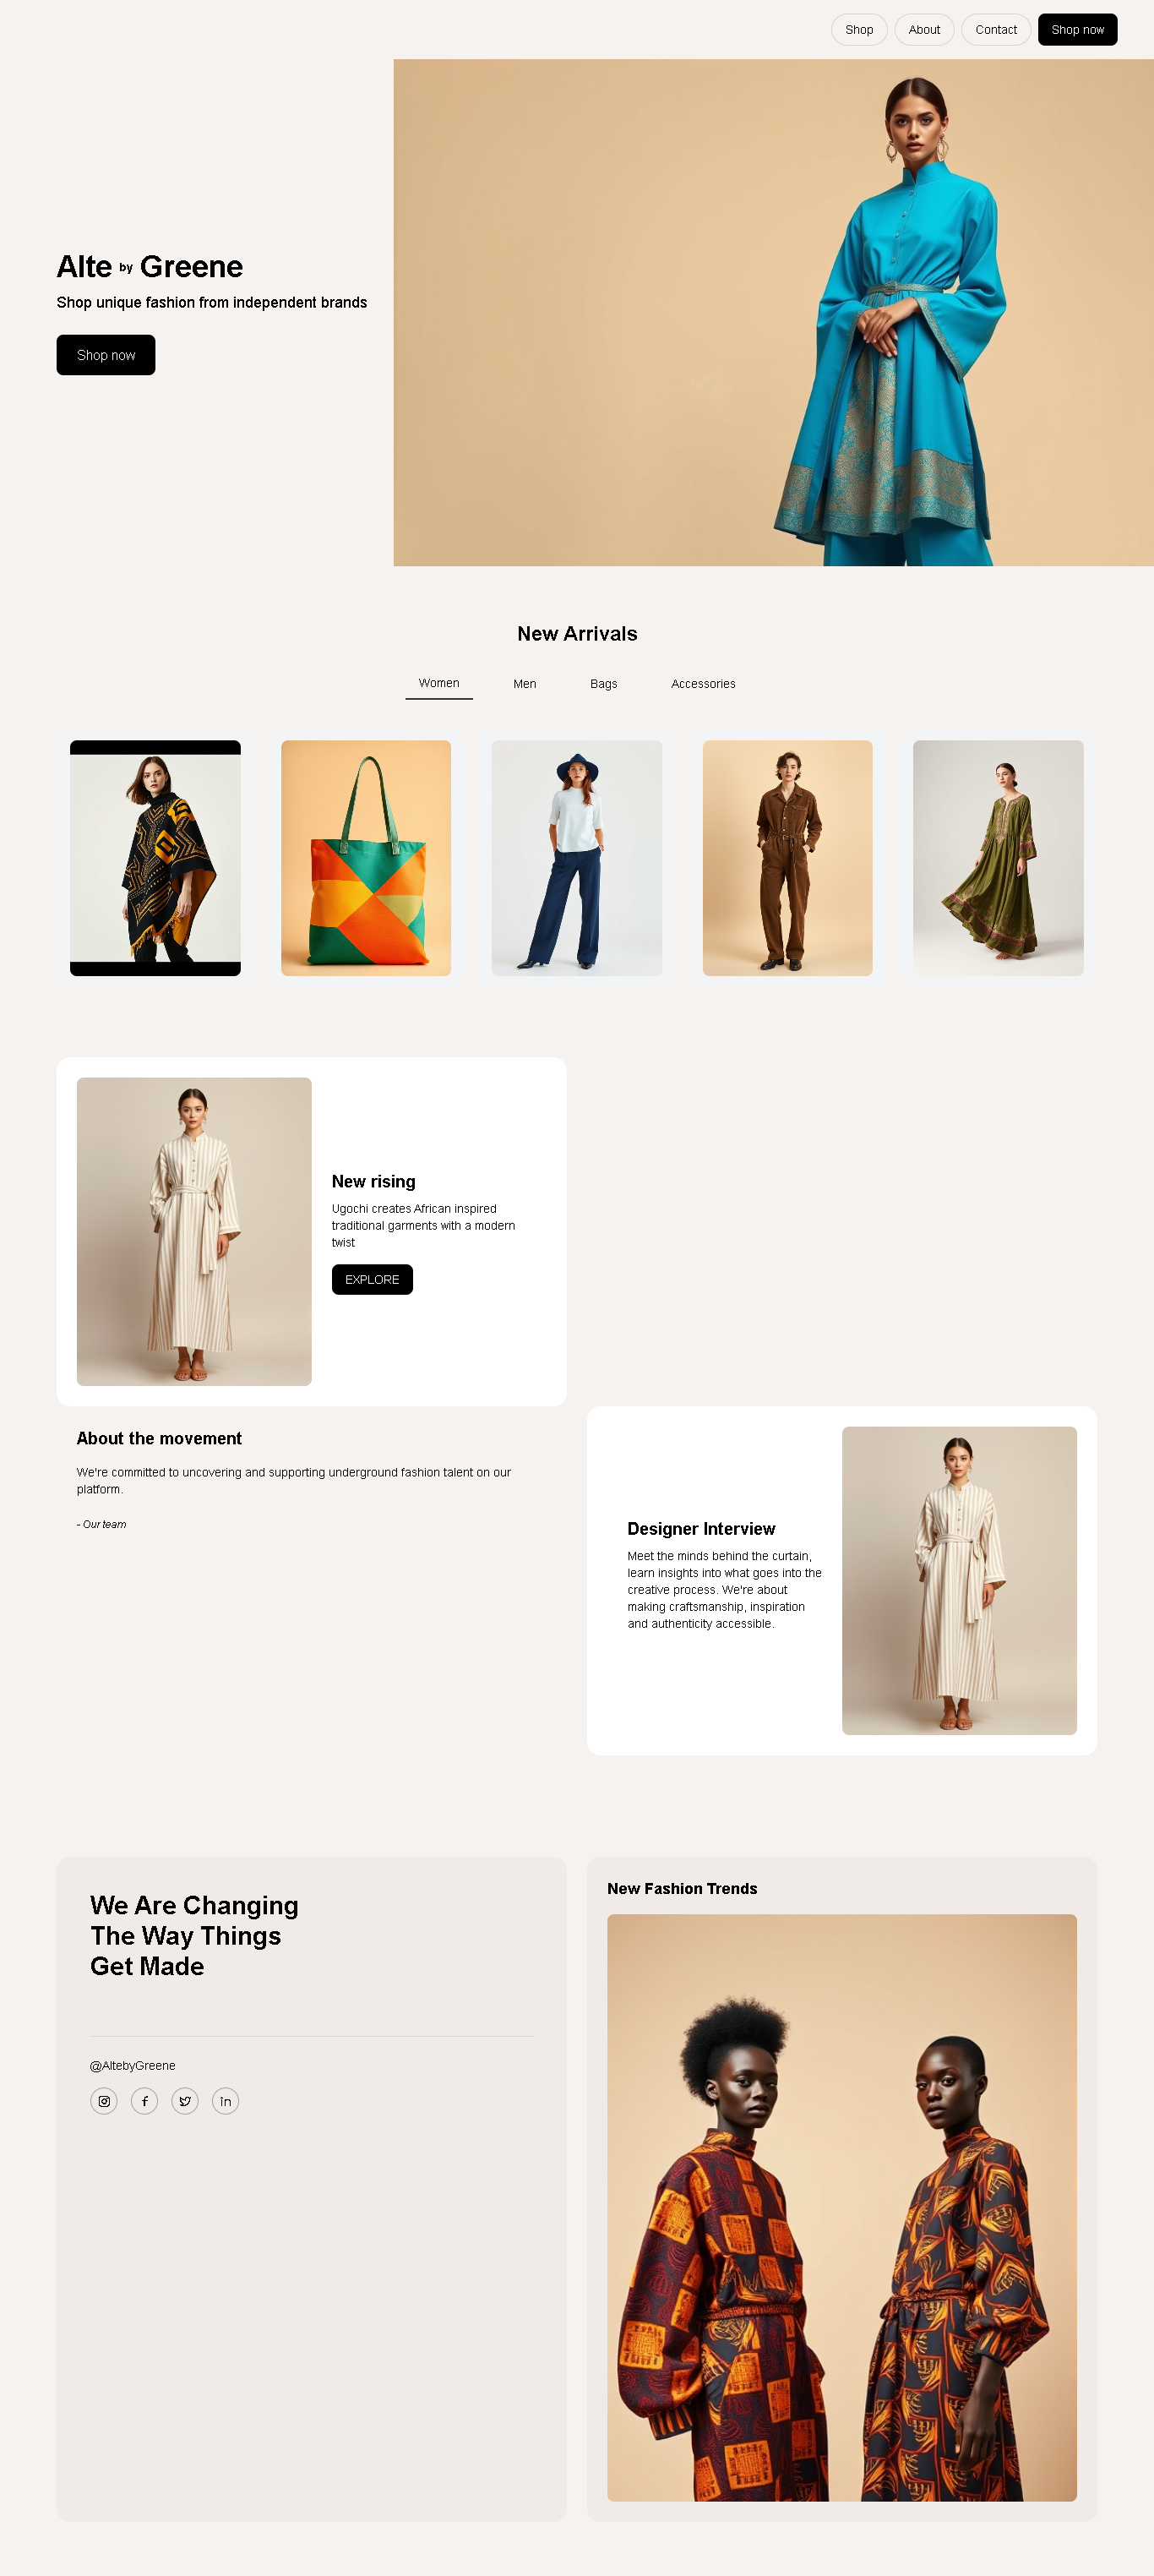 Shop
About
Contact
Shop now
Alte by Greene
Shop unique fashion from independent brands
Shop now
New Arrivals
Women
Men
Bags
Accessories
New rising
Ugochi creates African inspired
traditional garments with a modern
twist
EXPLORE
About the movement
We're committed to uncovering and supporting underground fashion talent on our
platform.
- Our team
Designer Interview
Meet the minds behind the curtain,
learn insights into what goes into the
creative process. We're about
making craftsmanship, inspiration
and authenticity accessible.
We Are Changing
The Way Things
Get Made
@AltebyGreene
New Fashion Trends